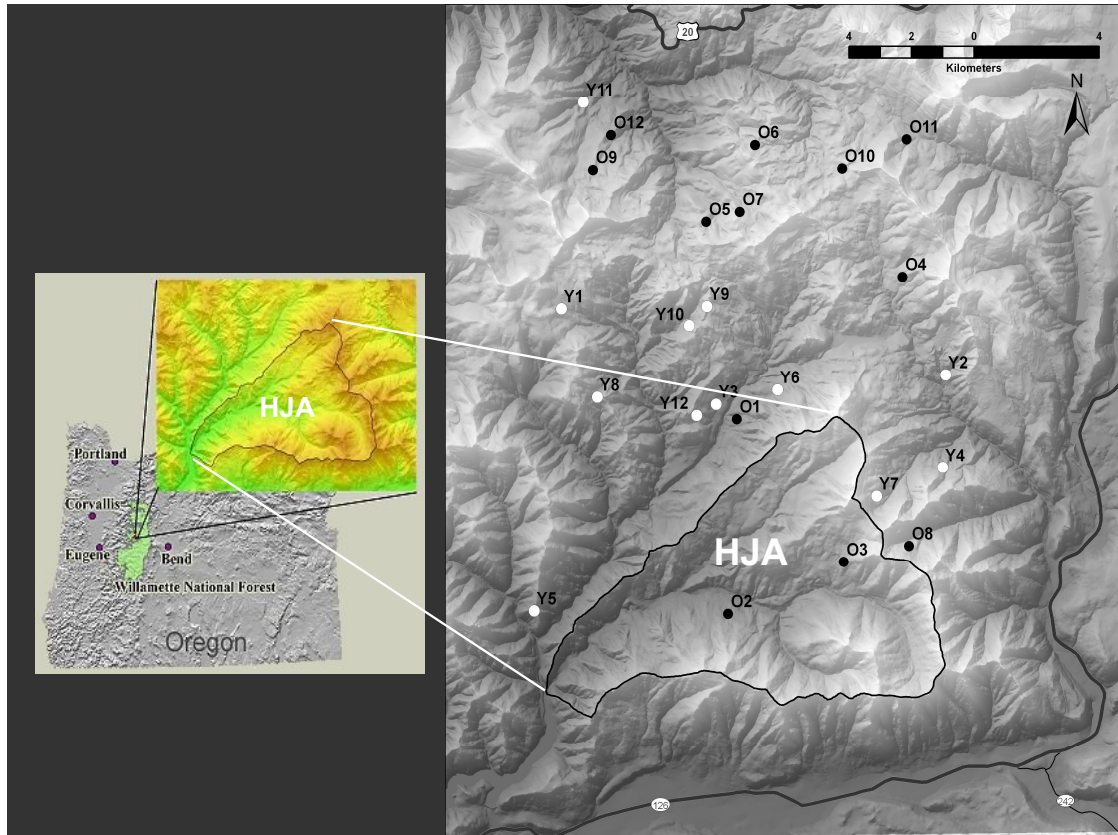 20
4 2 0 4
Kilometers
N
Y11
O12
O6
O11
O9
O10
O5 O7
O4
Y1
Y9
Y10
Y2
Y8
Y6
Y3
Y12
O1
Y4
Y7
O8
HJA
O3
Y5
O2
126
242
HJA
Portland
Corvallis
Eugene
Bend
Willamette National Forest
Oregon